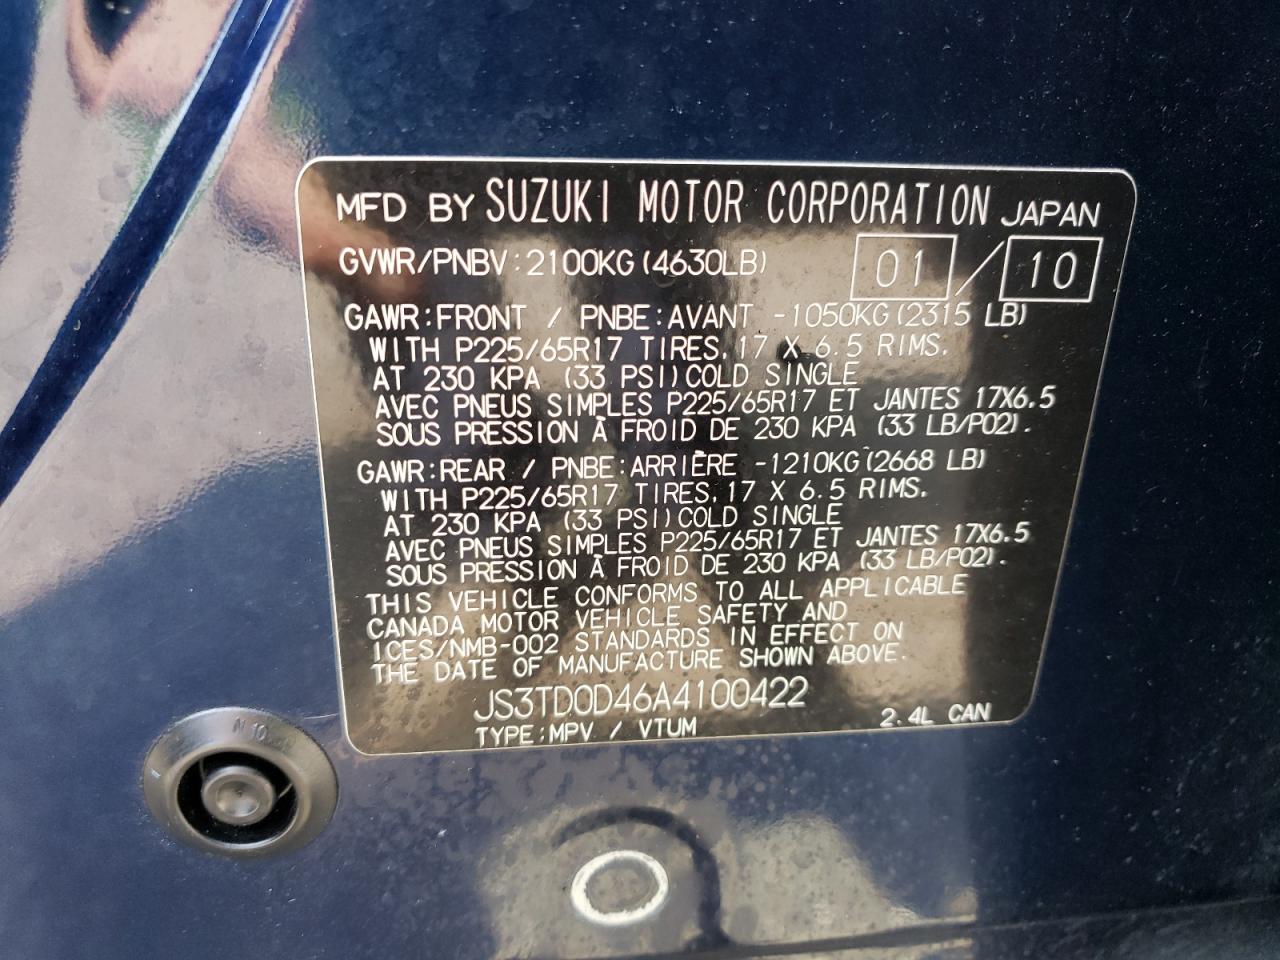 MFD BY SUZUKI MOTOR CORPORATION JAPAN
GVWR/PNBV:2100KG(4630LB) 01 / 10
GAWR:FRONT / PNBE:AVANT -1050KG(2315 LB)
WITH P225/65R17 TIRES,17 X 6.5 RIMS.
AT 230 KPA (33 PSI)COLD SINGLE
AVEC PNEUS SIMPLES P225/65R17 ET JANTES 17X6.5
SOUS PRESSION À FROID DE 230 KPA (33 LB/PO2).
GAWR:REAR / PNBE:ARRIÈRE -1210KG(2668 LB)
WITH P225/65R17 TIRES,17 X 6.5 RIMS.
AT 230 KPA (33 PSI)COLD SINGLE
AVEC PNEUS SIMPLES P225/65R17 ET JANTES 17X6.5
SOUS PRESSION À FROID DE 230 KPA (33 LB/PO2).
THIS VEHICLE CONFORMS TO ALL APPLICABLE
CANADA MOTOR VEHICLE SAFETY AND
ICES/NMB-002 STANDARDS IN EFFECT ON
THE DATE OF MANUFACTURE SHOWN ABOVE.
JS3TD0D46A4100422
TYPE:MPV / VTUM 2.4L CAN